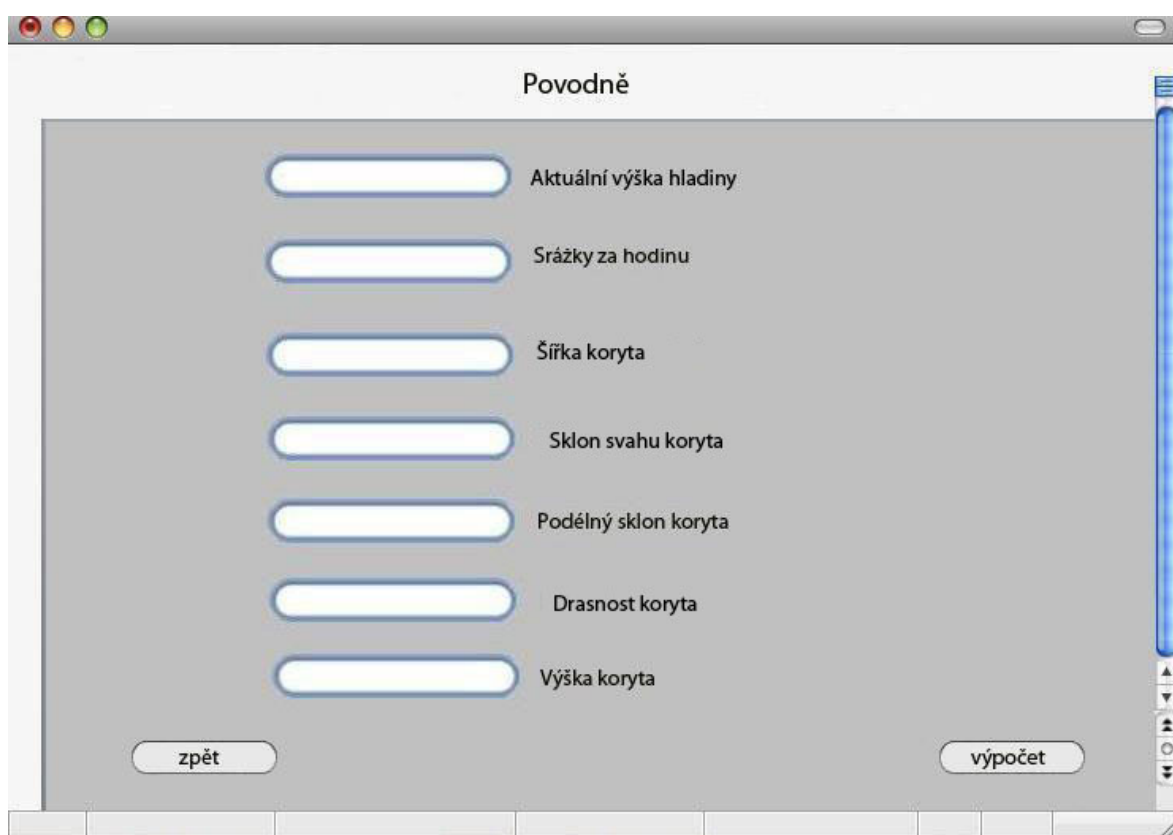 Povodně
Aktuální výška hladiny
Srážky za hodinu
Šířka koryta
Sklon svahu koryta
Podélný sklon koryta
Drasnost koryta
Výška koryta
zpět
výpočet